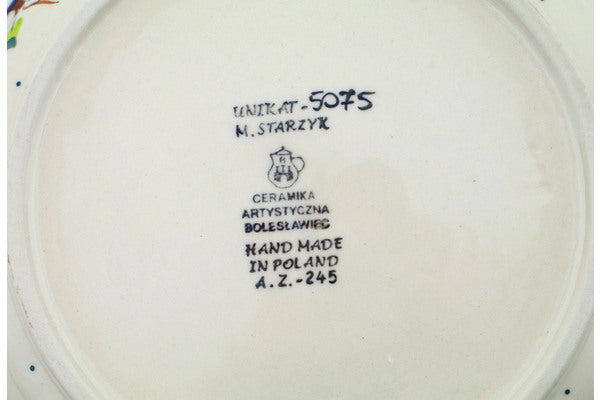 UNIKAT-5075
M. STARZYK
CERAMIKA
ARTYSTYCZNA
BOLESŁAWIEC
HAND MADE
IN POLAND
A.Z.-245